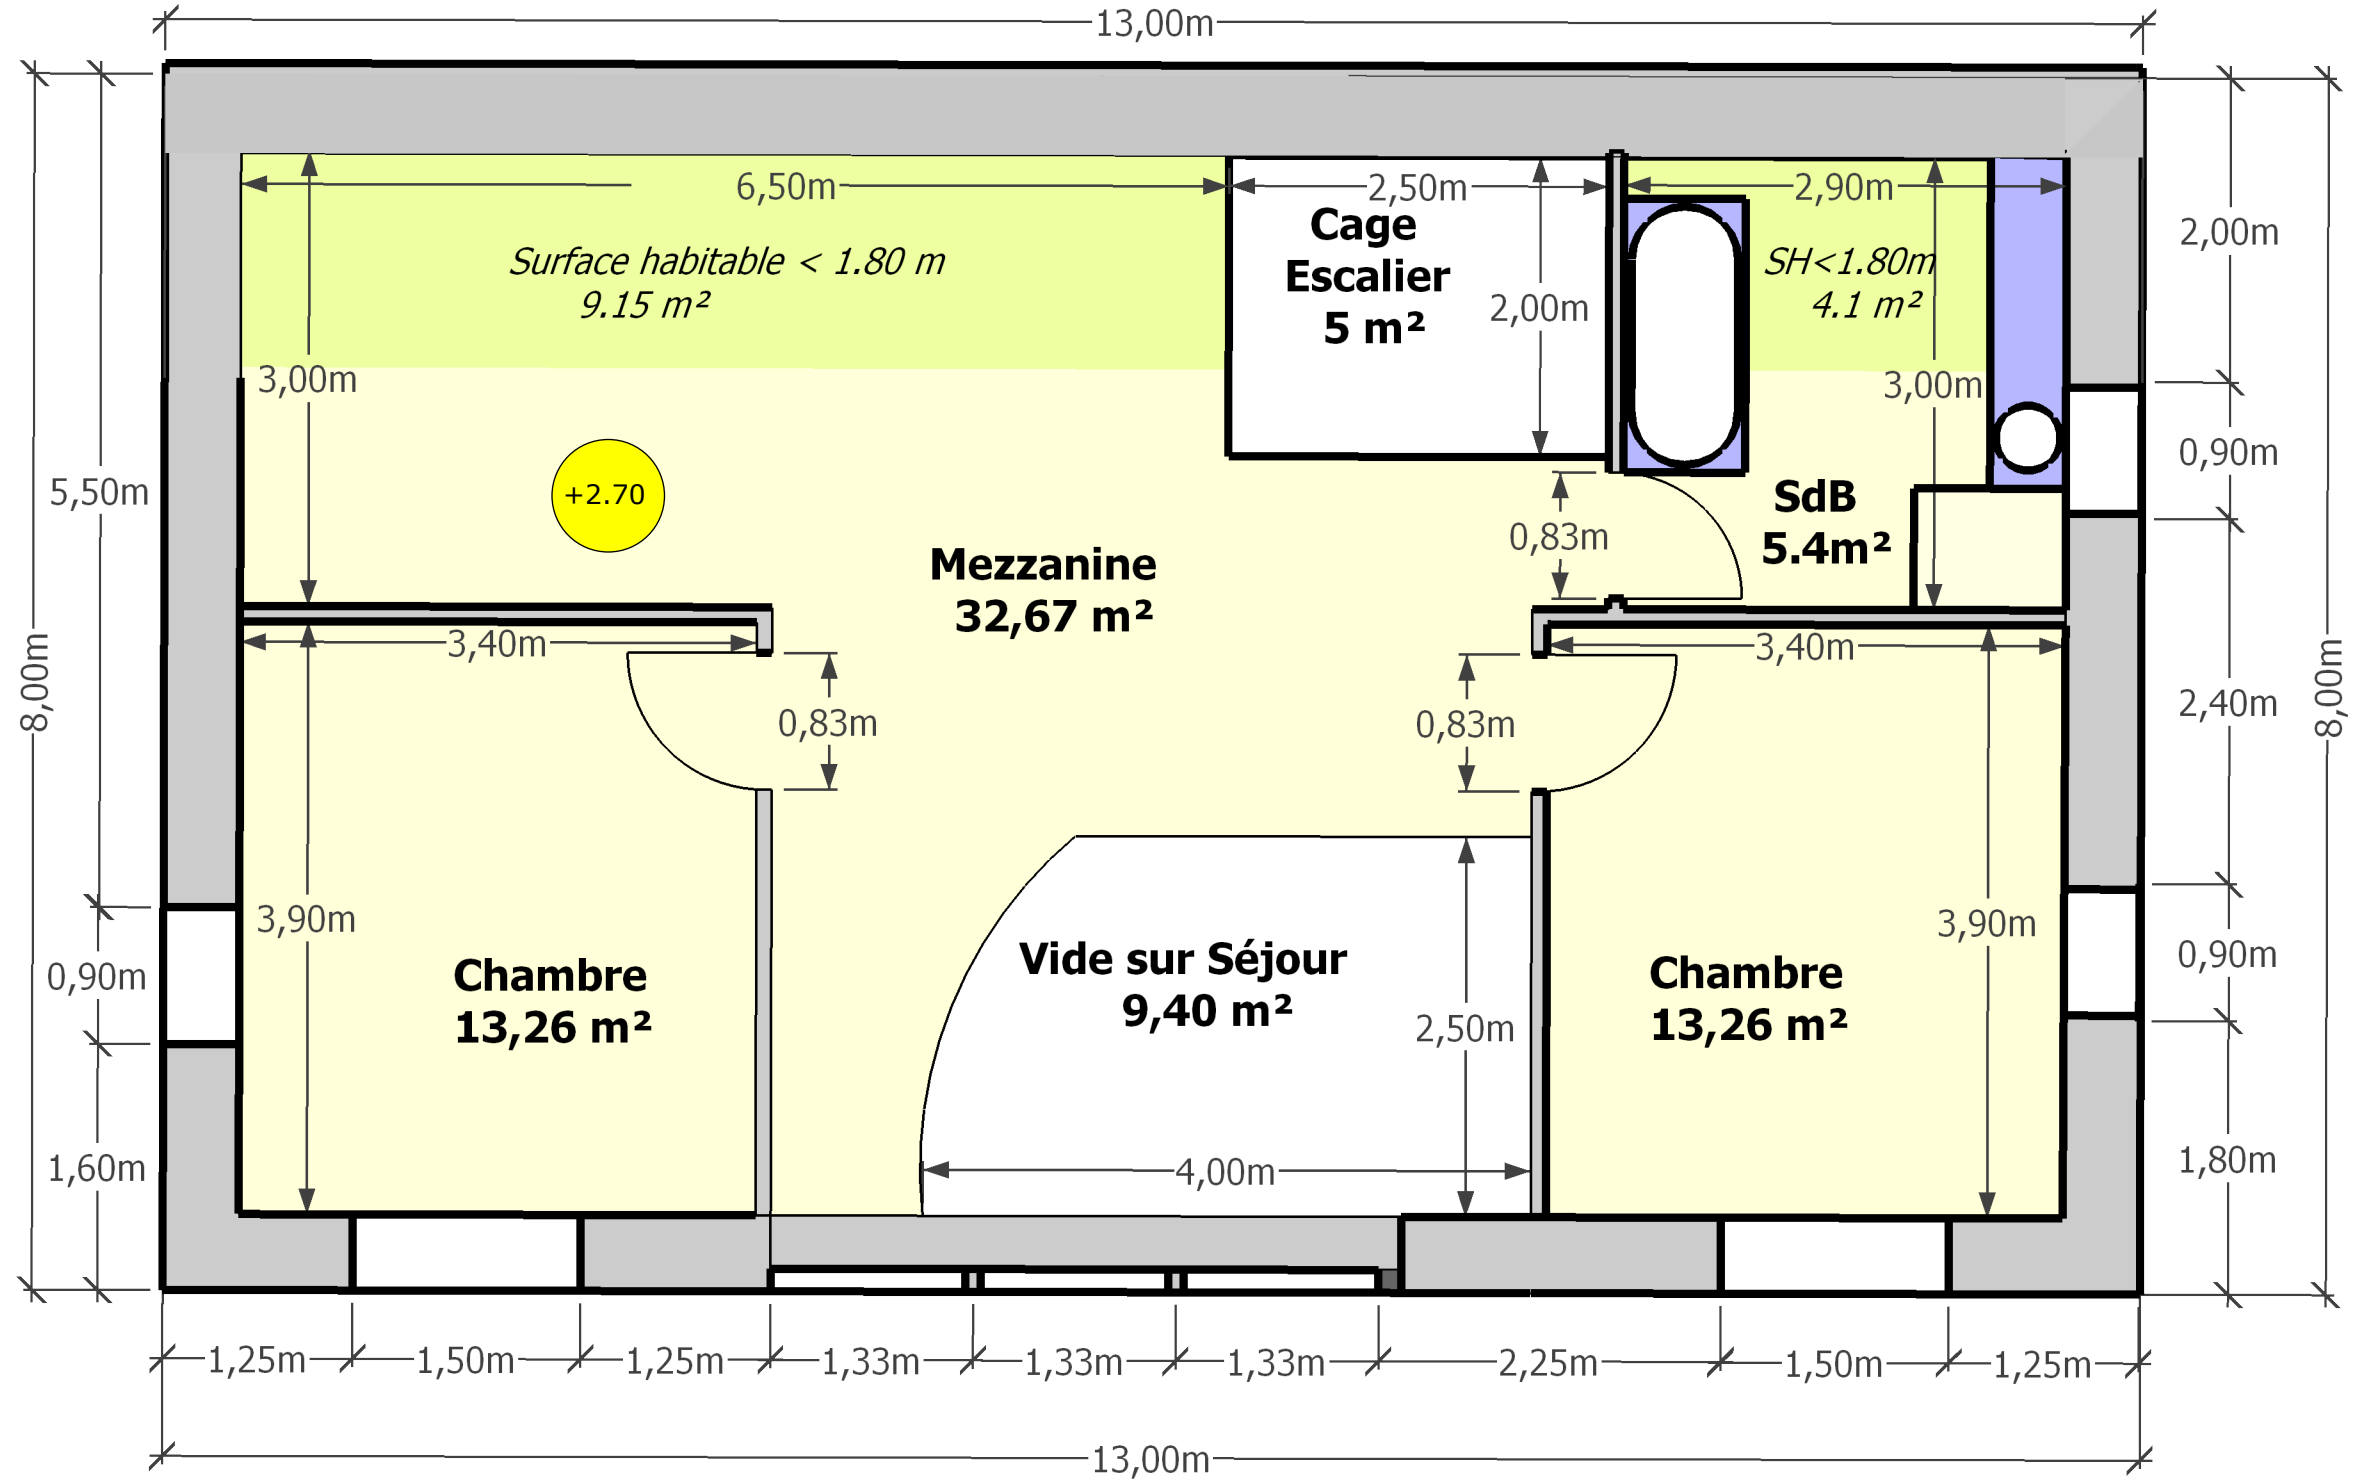 13,00m
6,50m
2,50m
2,90m
Cage
Escalier
5 m²
2,00m
Surface habitable < 1.80 m
9.15 m²
SH<1.80m
4.1 m²
2,00m
3,00m
3,00m
5,50m
+2.70
0,90m
SdB
5.4m²
0,83m
Mezzanine
32,67 m²
8,00m
3,40m
3,40m
8,00m
0,83m
0,83m
2,40m
3,90m
3,90m
Vide sur Séjour
9,40 m²
Chambre
13,26 m²
Chambre
13,26 m²
0,90m
0,90m
2,50m
1,60m
4,00m
1,80m
1,25m
1,50m
1,25m
1,33m
1,33m
1,33m
2,25m
1,50m
1,25m
13,00m